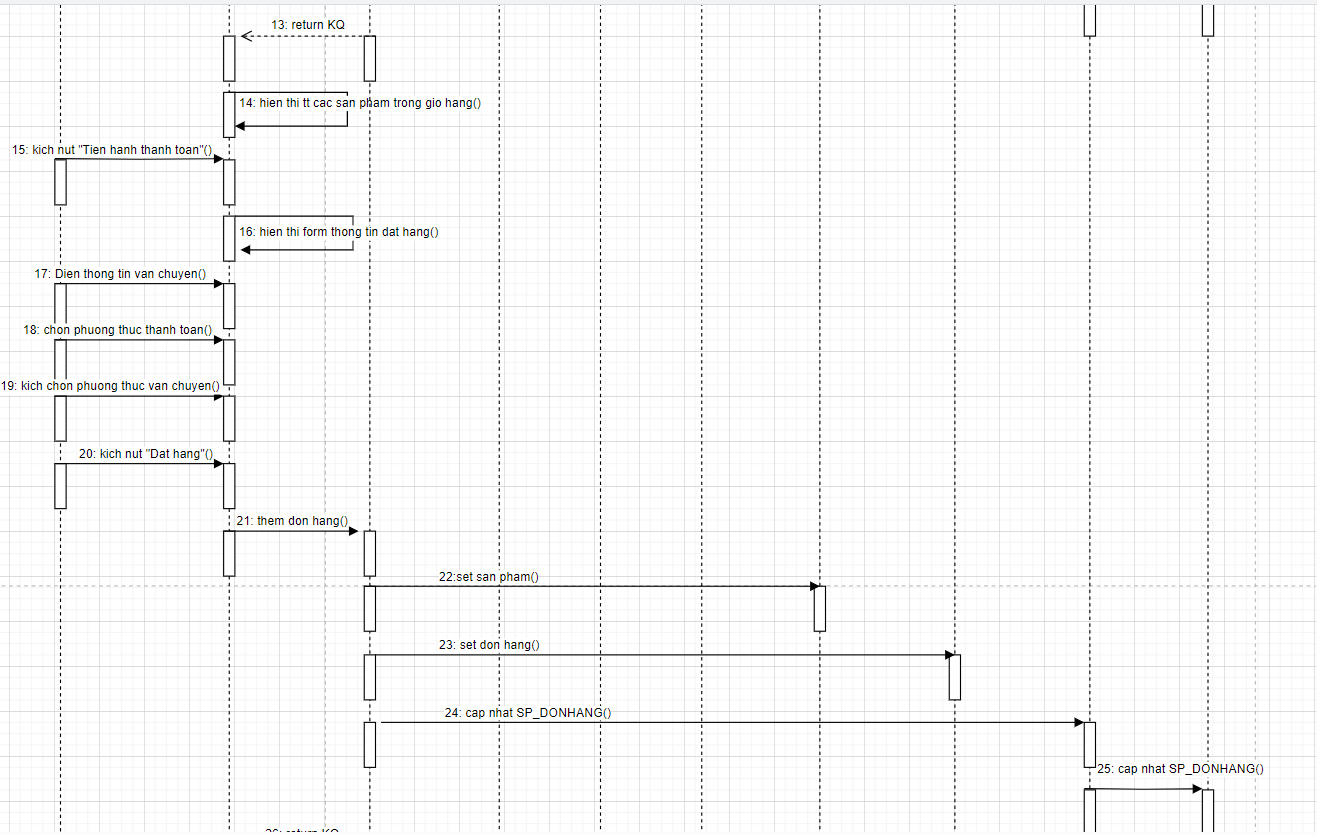 13: return KQ
14: hien thi tt cac san pham trong gio hang()
15: kich nut "Tien hanh thanh toan"()
16: hien thi form thong tin dat hang()
17: Dien thong tin van chuyen()
18: chon phuong thuc thanh toan()
19: kich chon phuong thuc van chuyen()
20: kich nut "Dat hang"()
21: them don hang()
22:set san pham()
23: set don hang()
24: cap nhat SP_DONHANG()
25: cap nhat SP_DONHANG()
26: return KQ